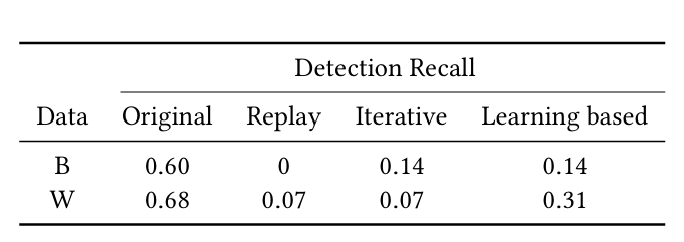 Detection Recall
Data Original Replay Iterative Learning based
B 0.60 0 0.14 0.14
W 0.68 0.07 0.07 0.31